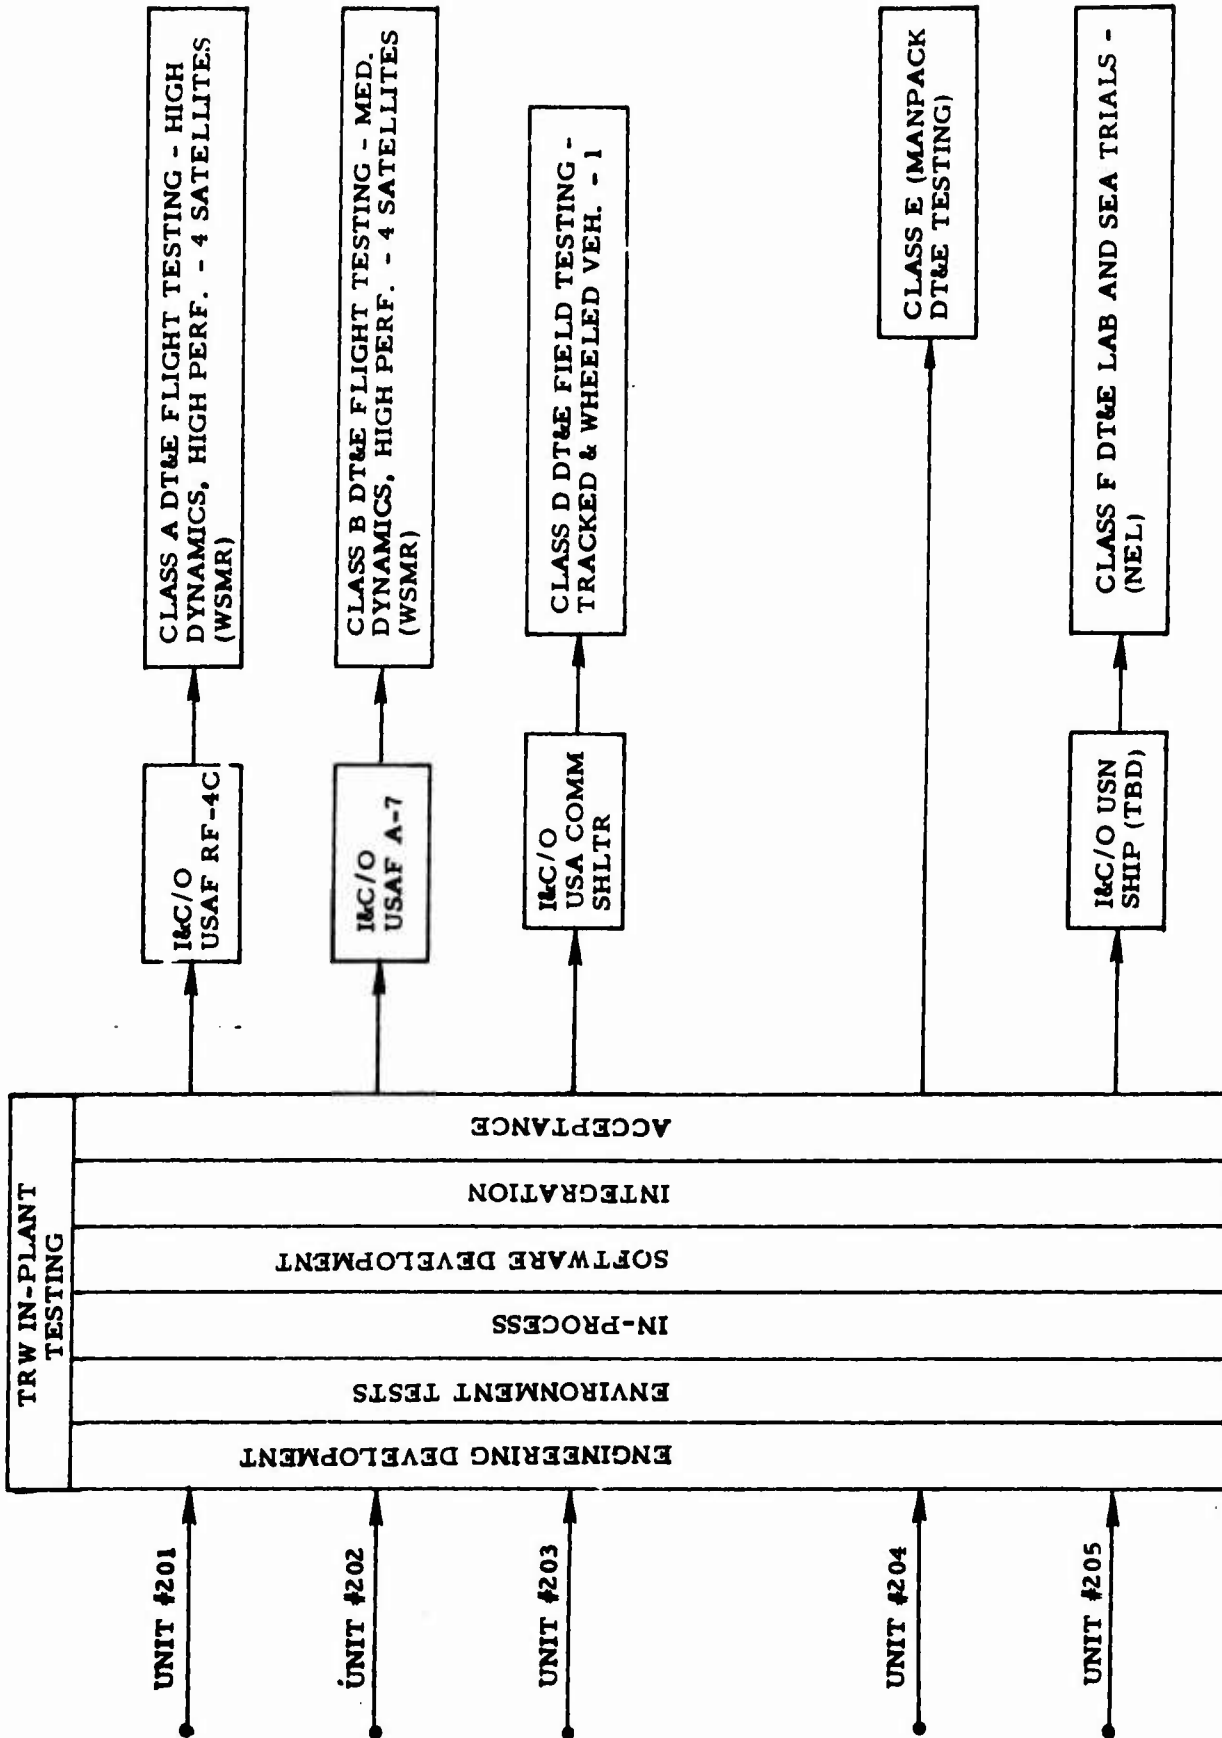 UNIT #201
UNIT #202
UNIT #203
UNIT #204
UNIT #205
TRW IN-PLANT
TESTING
ENGINEERING DEVELOPMENT
ENVIRONMENT TESTS
IN-PROCESS
SOFTWARE DEVELOPMENT
INTEGRATION
ACCEPTANCE
I&C/O
USAF RF-4C
I&C/O
USAF A-7
I&C/O
USA COMM
SHLTR
I&C/O USN
SHIP (TBD)
CLASS A DT&E FLIGHT TESTING - HIGH
DYNAMICS, HIGH PERF. - 4 SATELLITES
(WSMR)
CLASS B DT&E FLIGHT TESTING - MED.
DYNAMICS, HIGH PERF. - 4 SATELLITES
(WSMR)
CLASS D DT&E FIELD TESTING -
TRACKED & WHEELED VEH. - 1
CLASS E (MANPACK
DT&E TESTING)
CLASS F DT&E LAB AND SEA TRIALS -
(NEL)